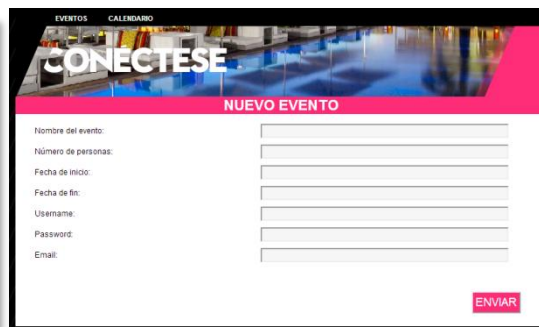 EVENTOS CALENDARIO
CONÉCTESE
NUEVO EVENTO
Nombre del evento:
Número de personas:
Fecha de inicio:
Fecha de fin:
Username:
Password:
Email:
ENVIAR